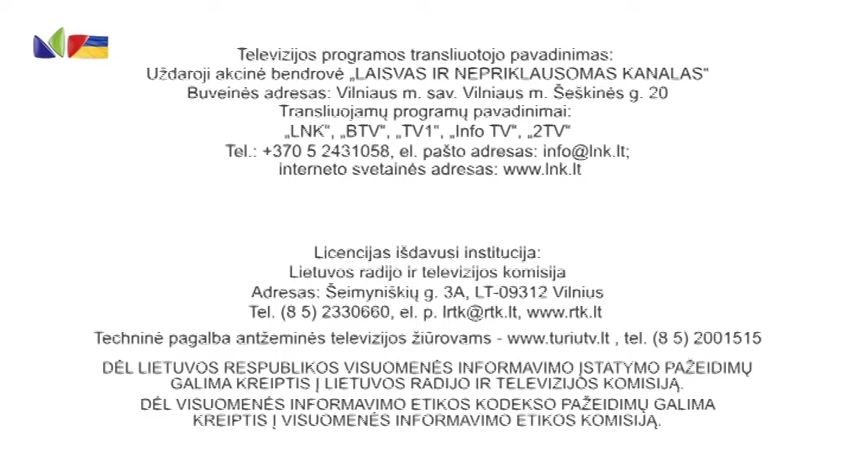 Televizijos programos transliuotojo pavadinimas:
Uždaroji akcinė bendrovė „LAISVAS IR NEPRIKLAUSOMAS KANALAS“
Buveinės adresas: Vilniaus m. sav. Vilniaus m. Šeškinės g. 20
Transliuojamų programų pavadinimai:
„LNK“, „BTV“, „TV1“, „Info TV“, „2TV“
Tel.: +370 5 2431058, el. pašto adresas: info@lnk.lt;
interneto svetainės adresas: www.lnk.lt
Licencijas išdavusi institucija:
Lietuvos radijo ir televizijos komisija
Adresas: Šeimyniškių g. 3A, LT-09312 Vilnius
Tel. (8 5) 2330660, el. p. lrtk@rtk.lt, www.rtk.lt
Techninė pagalba antžeminės televizijos žiūrovams - www.turiutv.lt , tel. (8 5) 2001515
DĖL LIETUVOS RESPUBLIKOS VISUOMENĖS INFORMAVIMO ĮSTATYMO PAŽEIDIMŲ
GALIMA KREIPTIS Į LIETUVOS RADIJO IR TELEVIZIJOS KOMISIJĄ.
DĖL VISUOMENĖS INFORMAVIMO ETIKOS KODEKSO PAŽEIDIMŲ GALIMA
KREIPTIS Į VISUOMENĖS INFORMAVIMO ETIKOS KOMISIJĄ.